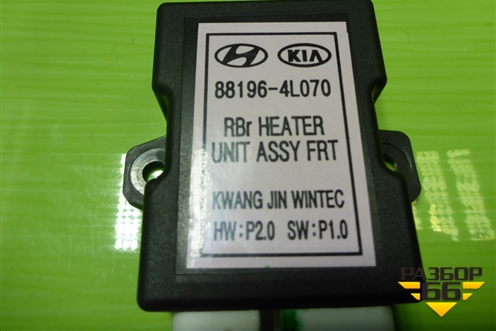 KIA
88196-4L070
RBr HEATER
UNIT ASSY FRT
KWANG JIN WINTEC
HW:P2.0 SW:P1.0
РАЗБОР
66